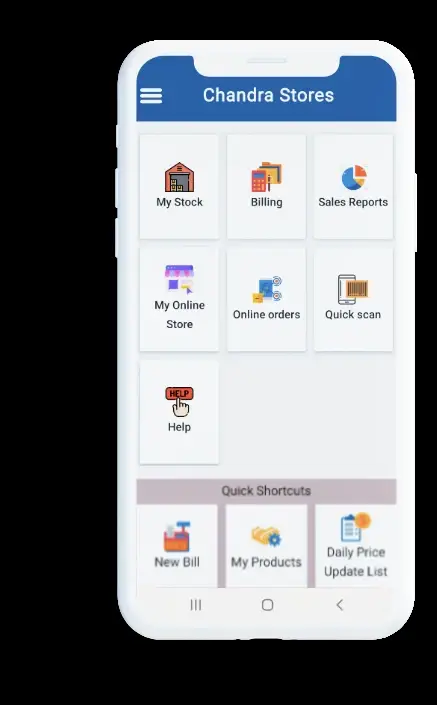 Chandra Stores
My Stock
Billing
Sales Reports
My Online
Store
Online orders
Quick scan
HELP
Help
Quick Shortcuts
New Bill
My Products
Daily Price
Update List